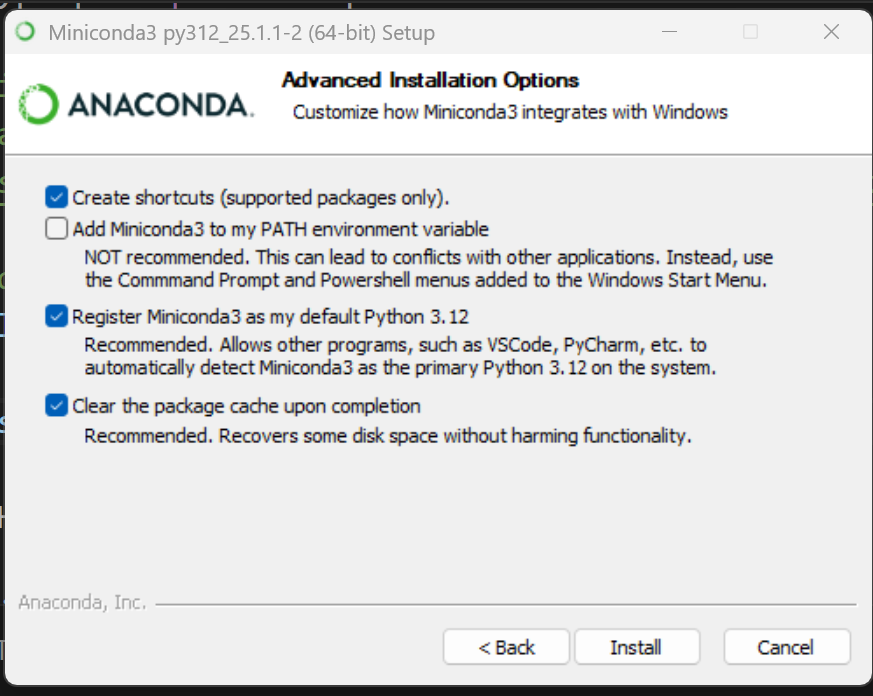 Miniconda3 py312_25.1.1-2 (64-bit) Setup
ANACONDA.
Advanced Installation Options
Customize how Miniconda3 integrates with Windows
Create shortcuts (supported packages only).
Add Miniconda3 to my PATH environment variable
NOT recommended. This can lead to conflicts with other applications. Instead, use
the Commmand Prompt and Powershell menus added to the Windows Start Menu.
Register Miniconda3 as my default Python 3.12
Recommended. Allows other programs, such as VSCode, PyCharm, etc. to
automatically detect Miniconda3 as the primary Python 3.12 on the system.
Clear the package cache upon completion
Recommended. Recovers some disk space without harming functionality.
Anaconda, Inc.
< Back
Install
Cancel